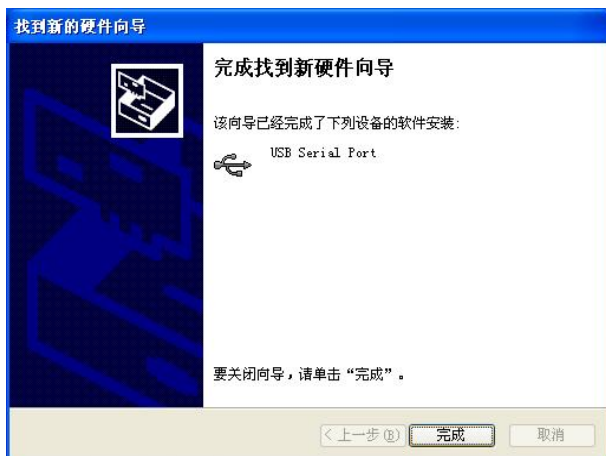 找到新的硬件向导
完成找到新硬件向导
该向导已经完成了下列设备的软件安装:
USB Serial Port
要关闭向导，请单击“完成”。
<上一步(B)
完成
取消